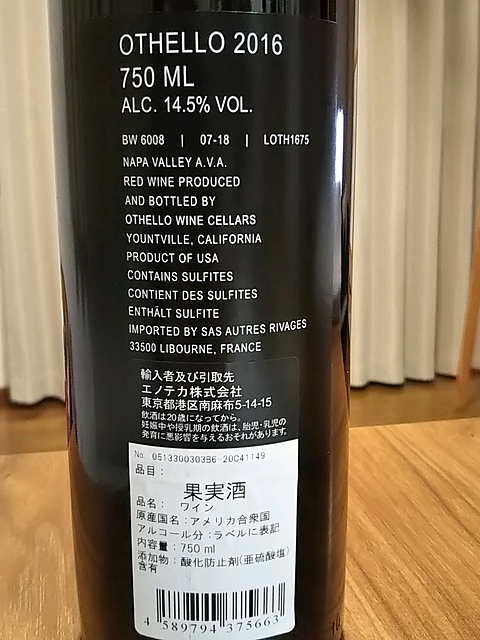 OTHELLO 2016
750 ML
ALC. 14.5% VOL.
BW 6008 | 07-18 | LOTH1675
NAPA VALLEY A.V.A.
RED WINE PRODUCED
AND BOTTLED BY
OTHELLO WINE CELLARS
YOUNTVILLE, CALIFORNIA
PRODUCT OF USA
CONTAINS SULFITES
CONTIENT DES SULFITES
ENTHÄLT SULFITE
IMPORTED BY SAS AUTRES RIVAGES
33500 LIBOURNE, FRANCE
輸入者及び引取先
エノテカ株式会社
東京都港区南麻布5-14-15
飲酒は20歳になってから。
妊娠中や授乳期の飲酒は、胎児・乳児の
発育に悪影響を与えるおそれがあります。
No. 0513300303B6-20C41149
品目：
果実酒
品名： ワイン
原産国名：アメリカ合衆国
アルコール分：ラベルに表記
内容量：750 ml
添加物：酸化防止剤(亜硫酸塩)
含有
4 589794 375663